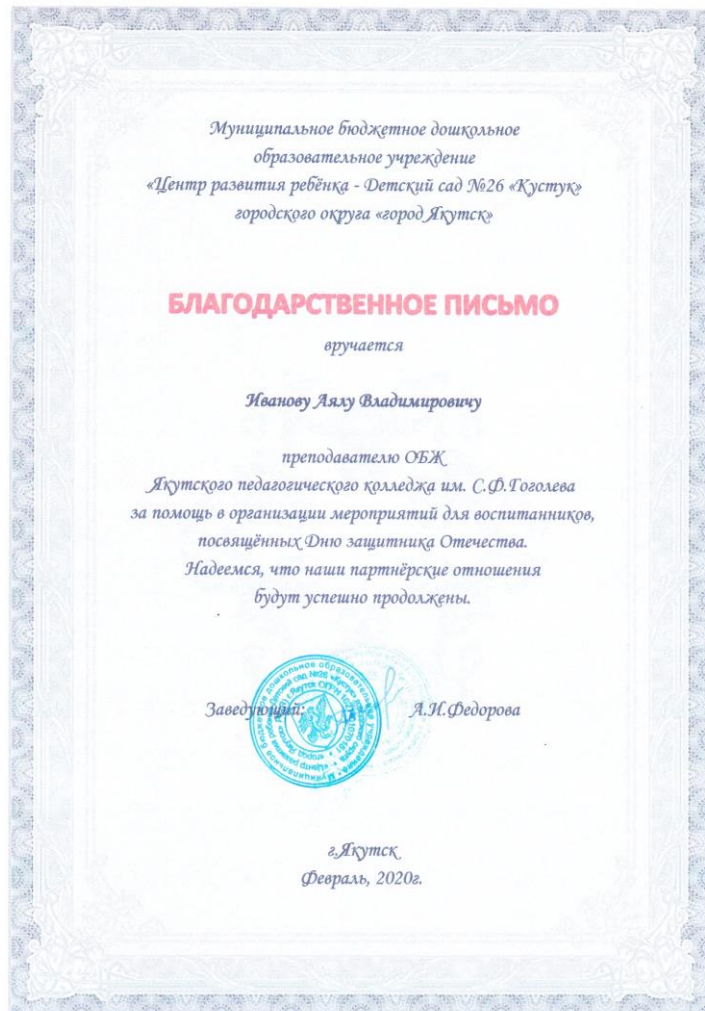 Муниципальное бюджетное дошкольное
образовательное учреждение
«Центр развития ребёнка - Детский сад №26 «Кустук»
городского округа «город Якутск»
БЛАГОДАРСТВЕННОЕ ПИСЬМО
вручается
Иванову Аялу Владимировичу
преподавателю ОБЖ
Якутского педагогического колледжа им. С.Ф.Гоголева
за помощь в организации мероприятий для воспитанников,
посвящённых Дню защитника Отечества.
Надеемся, что наши партнёрские отношения
будут успешно продолжены.
Заведующий: А.И.Федорова
г.Якутск
Февраль, 2020г.